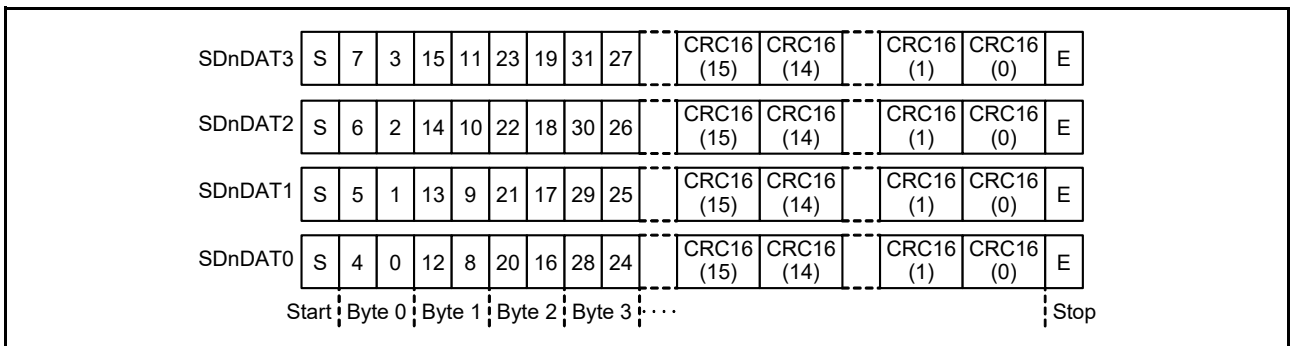 SDnDAT3 S 7 3 15 11 23 19 31 27 CRC16 (15) CRC16 (14) CRC16 (1) CRC16 (0) E
SDnDAT2 S 6 2 14 10 22 18 30 26 CRC16 (15) CRC16 (14) CRC16 (1) CRC16 (0) E
SDnDAT1 S 5 1 13 9 21 17 29 25 CRC16 (15) CRC16 (14) CRC16 (1) CRC16 (0) E
SDnDAT0 S 4 0 12 8 20 16 28 24 CRC16 (15) CRC16 (14) CRC16 (1) CRC16 (0) E
Start Byte 0 Byte 1 Byte 2 Byte 3 ···· Stop